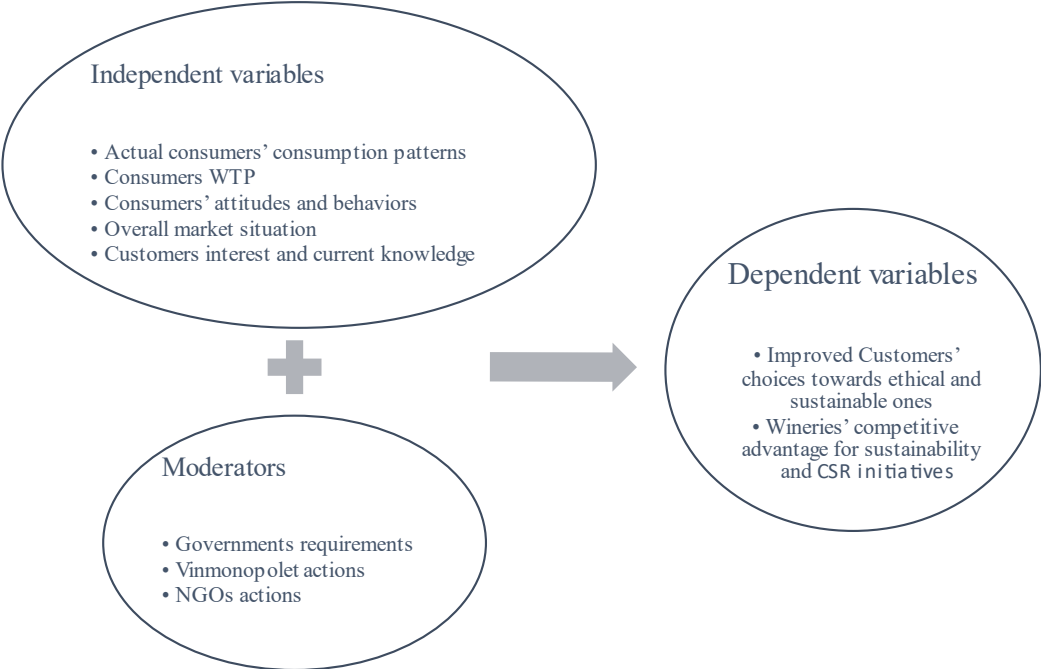 Independent variables
• Actual consumers’ consumption patterns
• Consumers WTP
• Consumers’ attitudes and behaviors
• Overall market situation
• Customers interest and current knowledge
Moderators
• Governments requirements
• Vinmonopolet actions
• NGOs actions
Dependent variables
• Improved Customers’
choices towards ethical and
sustainable ones
• Wineries’ competitive
advantage for sustainability
and CSR initiatives